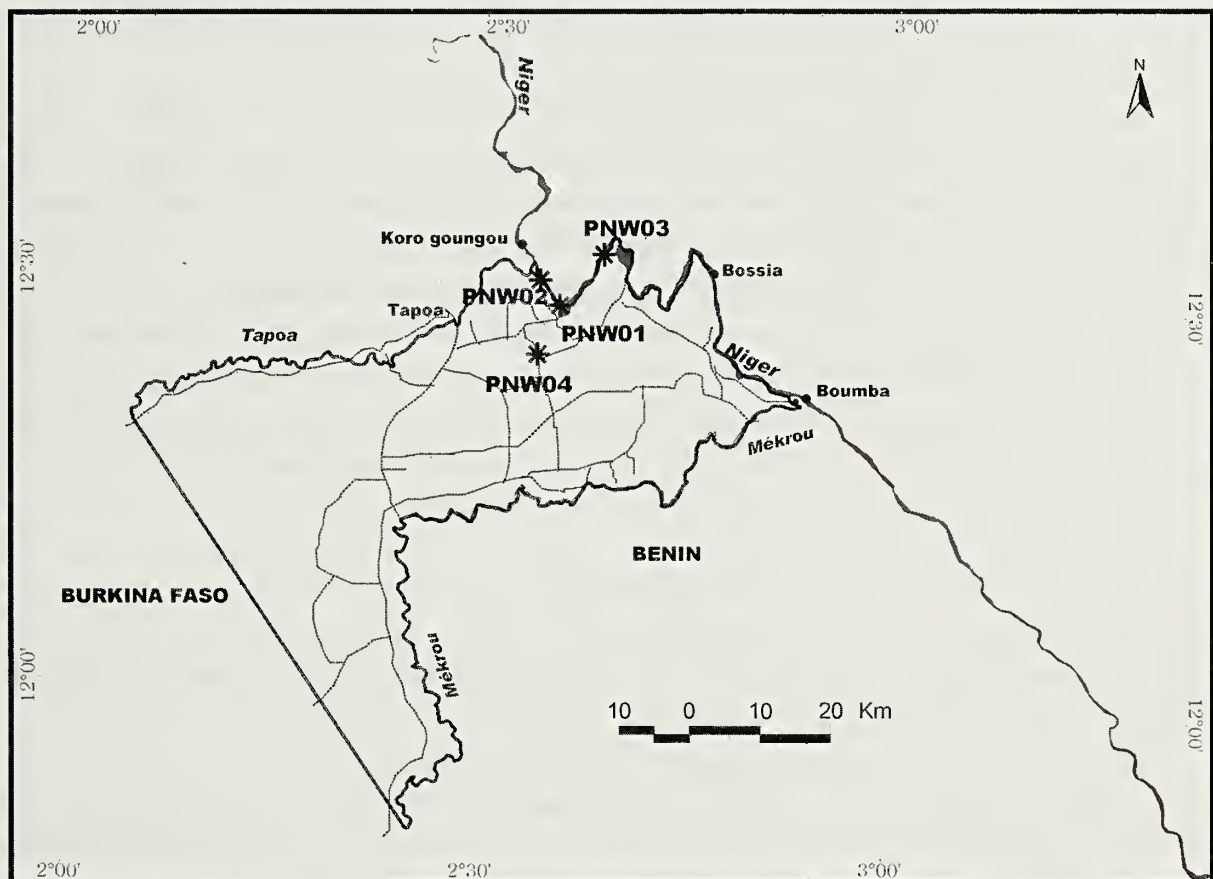 2°00' 2°30' 3°00'
N
Niger
PNW03
Koro goungou
12°30'
Bossia
PNW02
Tapoa
12°30'
Tapoa
PNW01
Niger
PNW04
Boumba
Mékrou
BENIN
BURKINA FASO
Mékrou
12°00'
10 0 10 20 Km
12°00'
2°00' 2°30' 3°00'